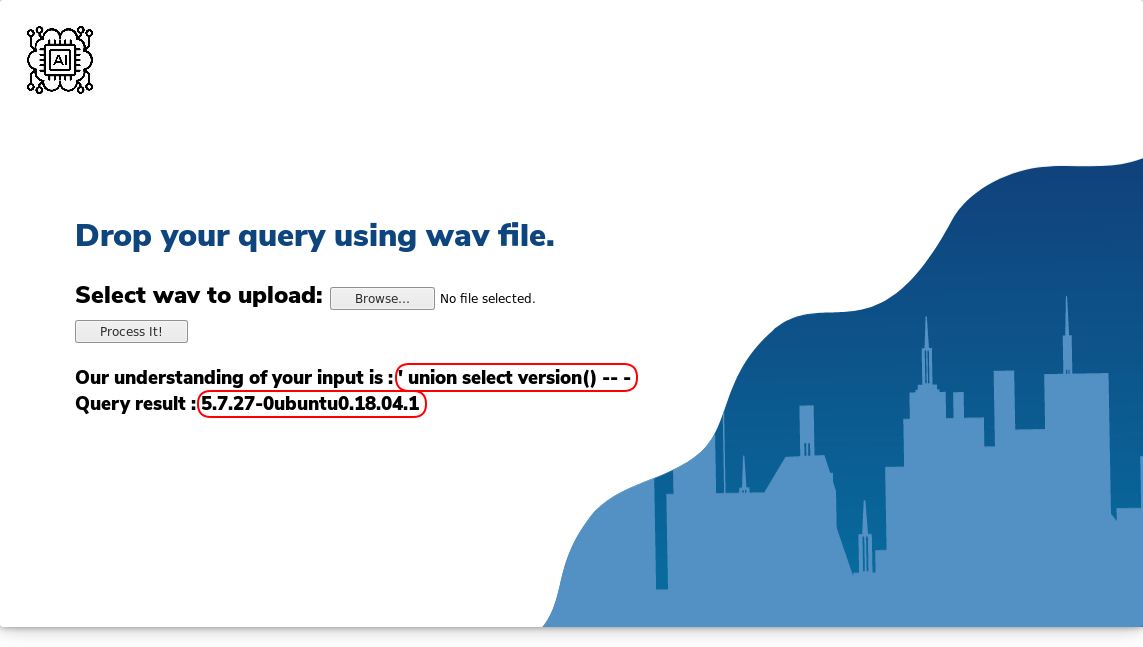 AI
Drop your query using wav file.
Select wav to upload: Browse... No file selected.
Process It!
Our understanding of your input is : ' union select version() -- -
Query result : 5.7.27-0ubuntu0.18.04.1